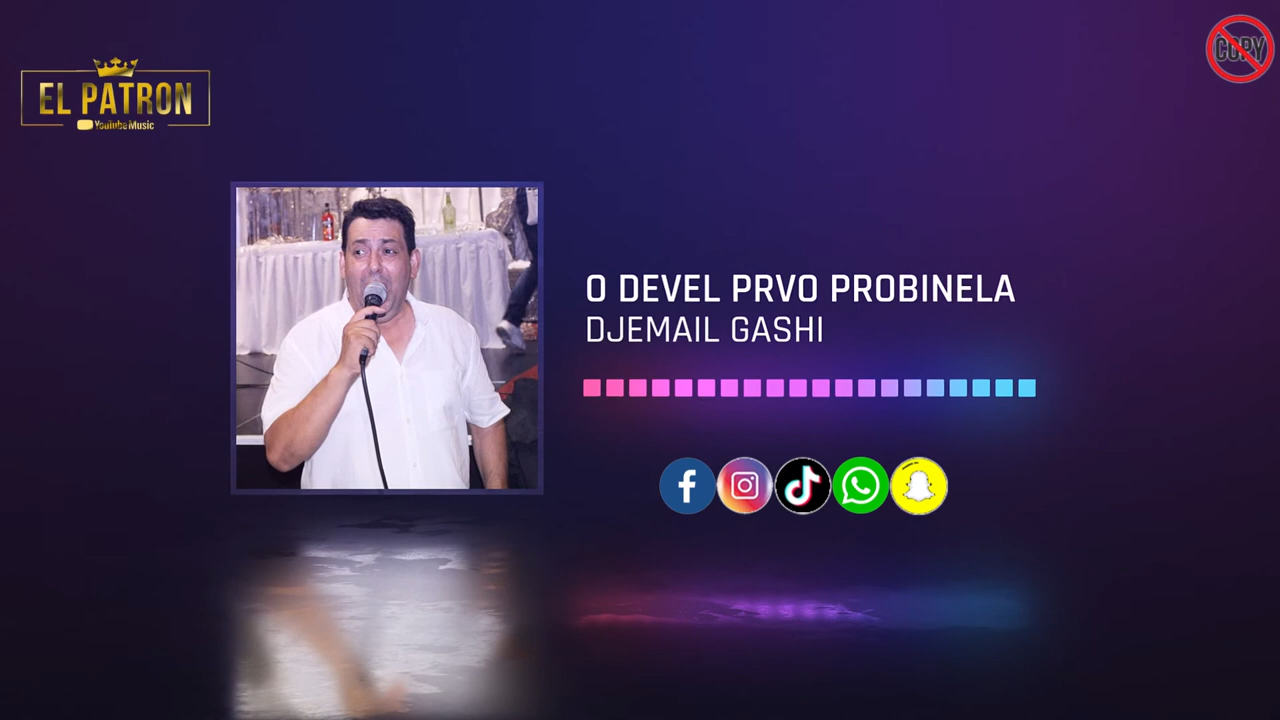 EL PATRON
YouTube Music
COPY
O DEVEL PRVO PROBINELA
DJEMAIL GASHI